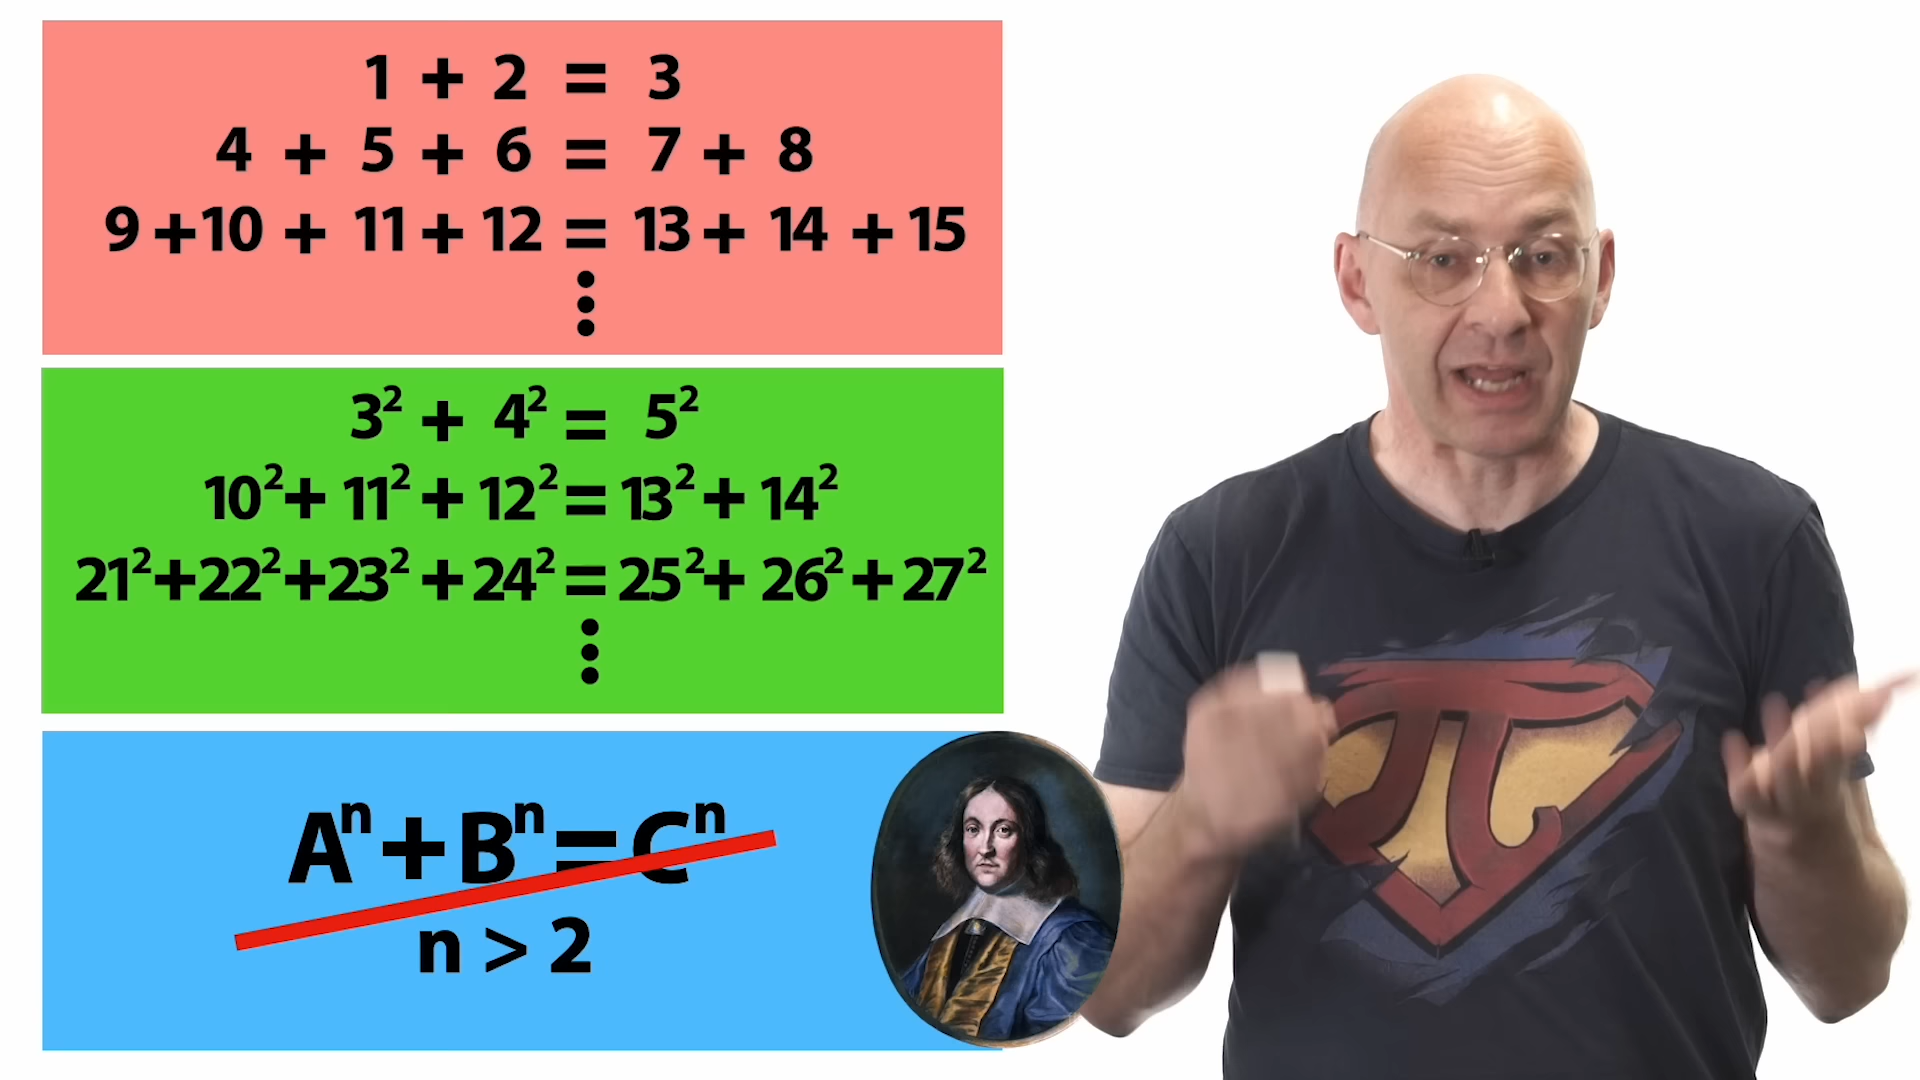 1 + 2 = 3
4 + 5 + 6 = 7 + 8
9 + 10 + 11 + 12 = 13 + 14 + 15
⋮
3² + 4² = 5²
10² + 11² + 12² = 13² + 14²
21² + 22² + 23² + 24² = 25² + 26² + 27²
⋮
Aⁿ + Bⁿ = Cⁿ
n > 2
π